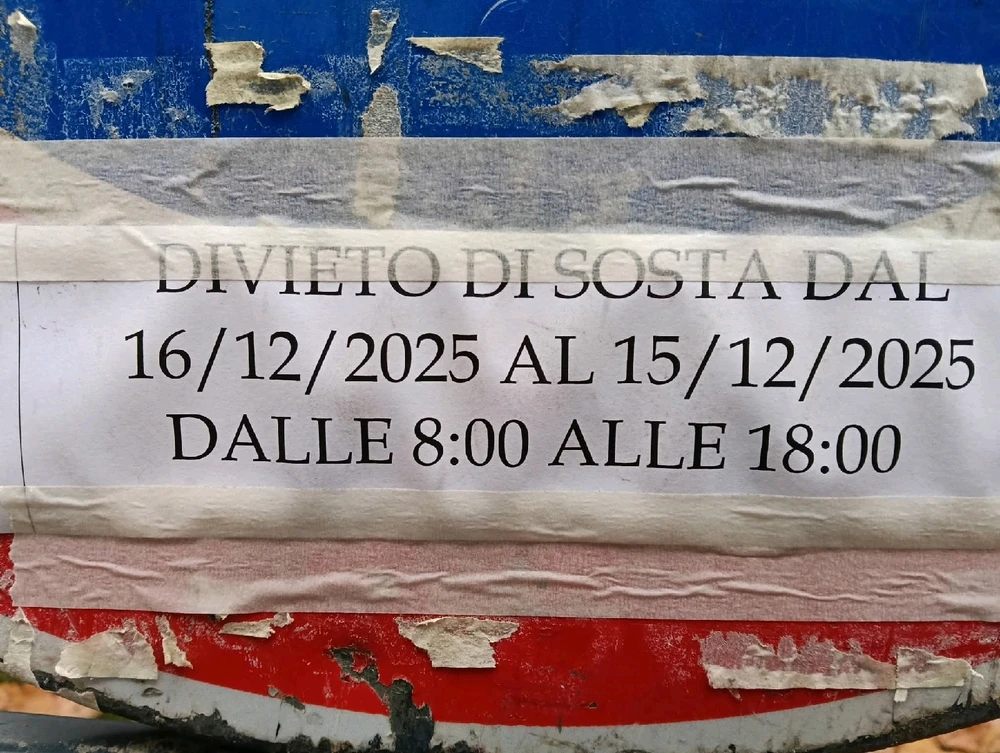 DIVIETO DI SOSTA DAL
16/12/2025 AL 15/12/2025
DALLE 8:00 ALLE 18:00